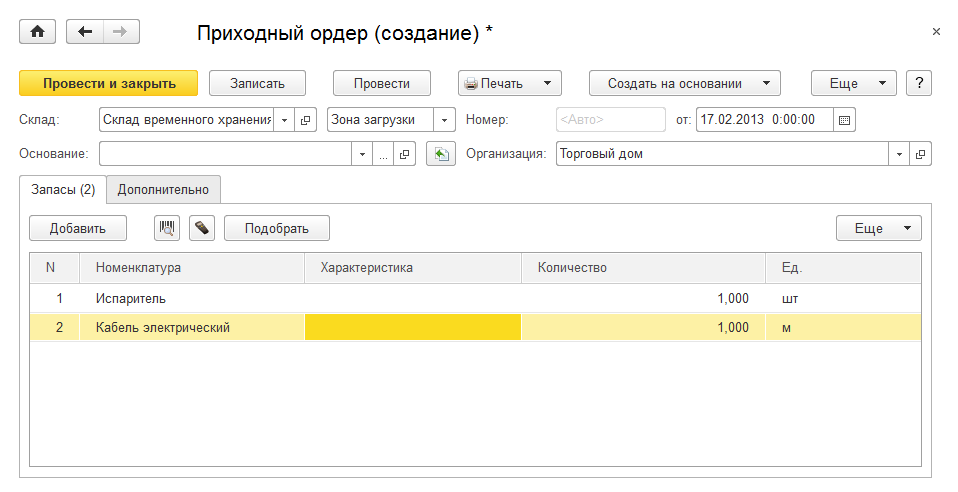 Приходный ордер (создание) *
Провести и закрыть Записать Провести Печать Создать на основании Еще ?
Склад: Склад временного хранения Зона загрузки Номер: <Авто> от: 17.02.2013 0:00:00
Основание: ... Организация: Торговый дом
Запасы (2) Дополнительно
Добавить Подобрать Еще
N Номенклатура Характеристика Количество Ед.
1 Испаритель 1,000 шт
2 Кабель электрический 1,000 м